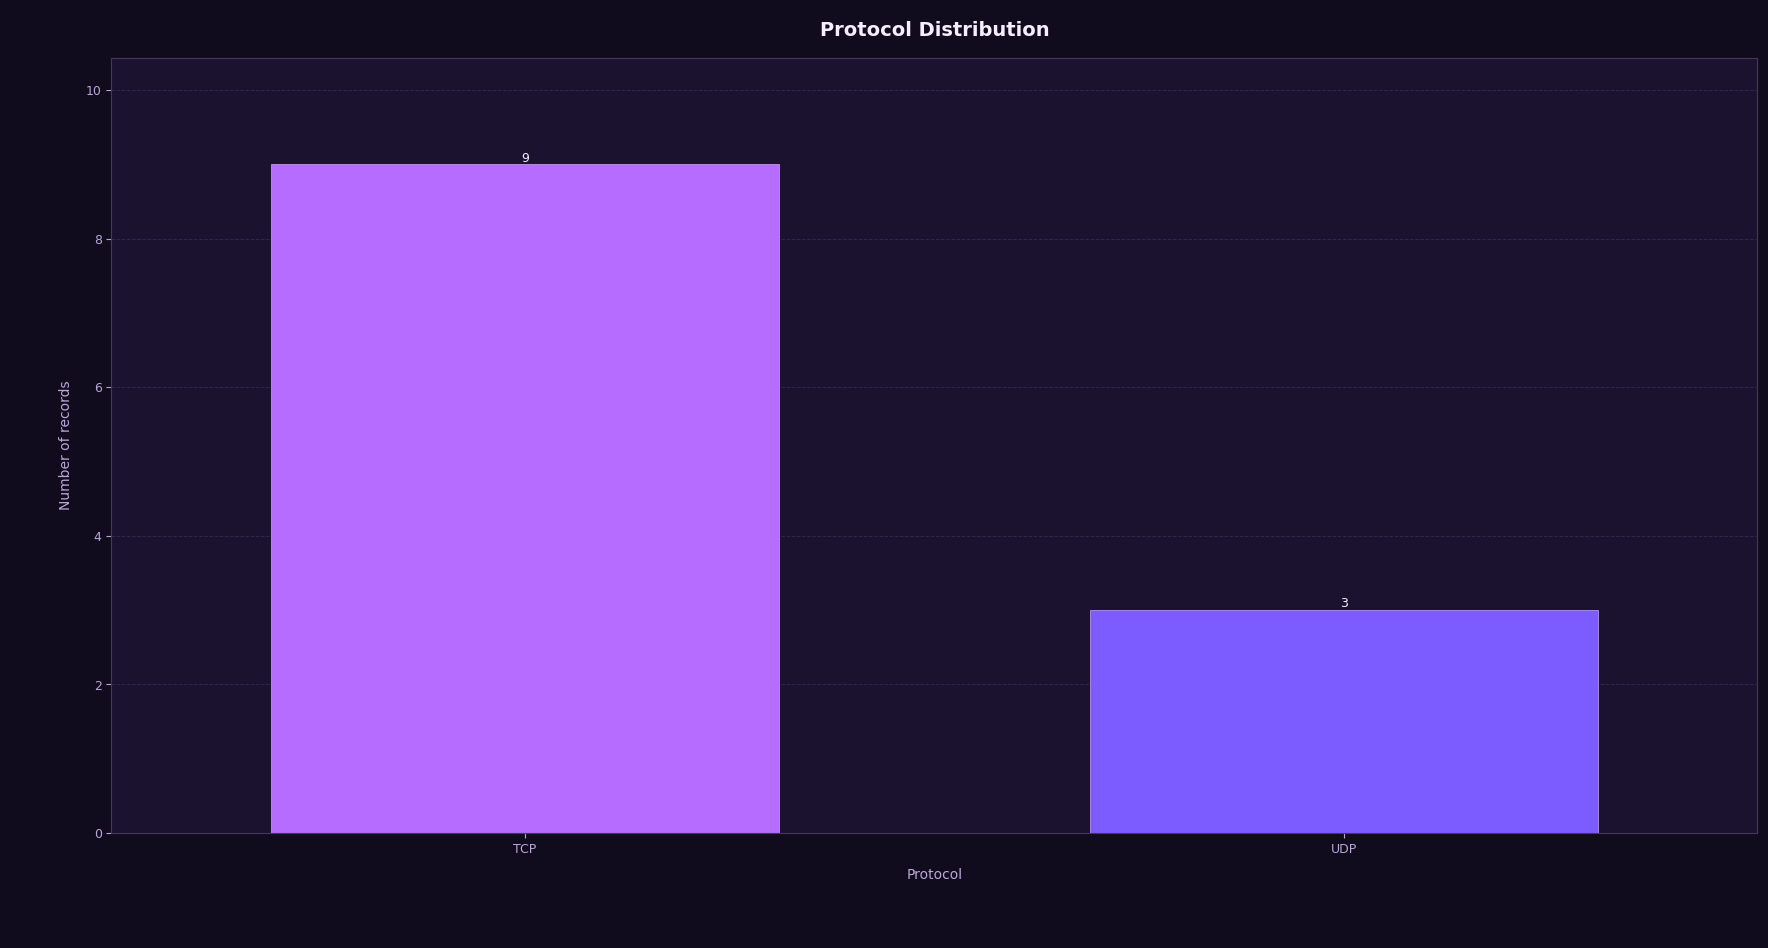 Protocol Distribution
10
8
6
4
2
0
Number of records
9
3
TCP
UDP
Protocol